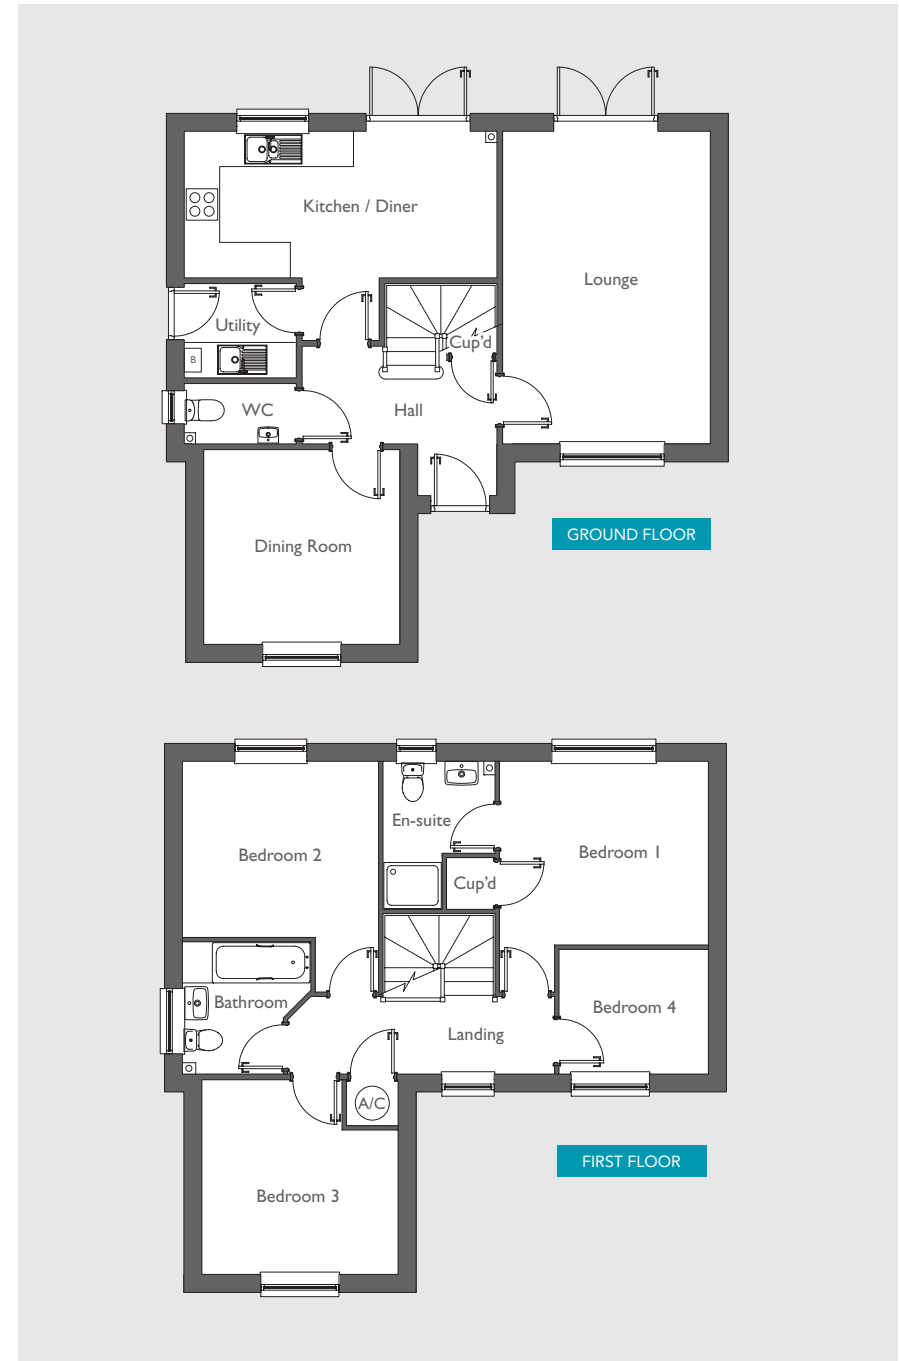 Kitchen / Diner
Lounge
Utility
Cup'd
B
WC
Hall
Dining Room
GROUND FLOOR
En-suite
Bedroom 2
Bedroom 1
Cup'd
Bathroom
Bedroom 4
Landing
A/C
FIRST FLOOR
Bedroom 3